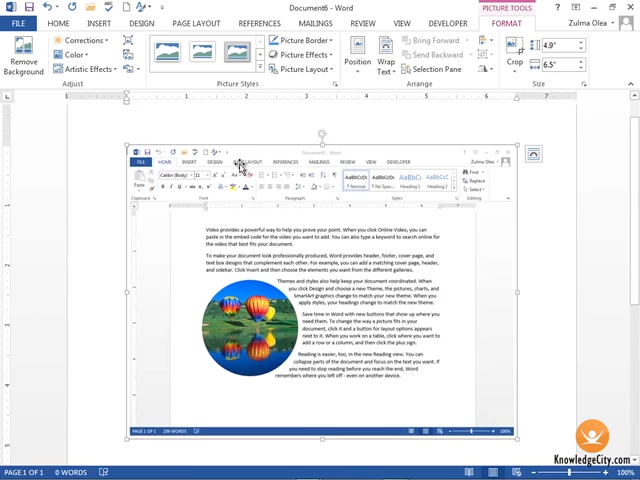 Document6 - Word
PICTURE TOOLS
FILE HOME INSERT DESIGN PAGE LAYOUT REFERENCES MAILINGS REVIEW VIEW DEVELOPER FORMAT Zulma Olea
Remove Background
Corrections
Color
Artistic Effects
Adjust
Picture Styles
Picture Border
Picture Effects
Picture Layout
Position
Wrap Text
Bring Forward
Send Backward
Selection Pane
Arrange
Crop
4.9"
6.5"
Size
1 1 2 3 4 5 6 7
FILE HOME INSERT DESIGN PAGE LAYOUT REFERENCES MAILINGS REVIEW VIEW DEVELOPER Zulma Olea
Paste
Calibri (Body) 11
Clipboard Font Paragraph Styles Editing
AaBbCcDc AaBbCcDc AaBbC AaBbCcC
¶ Normal ¶ No Spac... Heading 1 Heading 2
Find
Replace
Select
Video provides a powerful way to help you prove your point. When you click Online Video, you can
paste in the embed code for the video you want to add. You can also type a keyword to search online for
the video that best fits your document.
To make your document look professionally produced, Word provides header, footer, cover page, and
text box designs that complement each other. For example, you can add a matching cover page, header,
and sidebar. Click Insert and then choose the elements you want from the different galleries.
Themes and styles also help keep your document coordinated. When you
click Design and choose a new Theme, the pictures, charts, and
SmartArt graphics change to match your new theme. When you
apply styles, your headings change to match the new theme.
Save time in Word with new buttons that show up where you
need them. To change the way a picture fits in your
document, click it and a button for layout options appears
next to it. When you work on a table, click where you want to
add a row or a column, and then click the plus sign.
Reading is easier, too, in the new Reading view. You can
collapse parts of the document and focus on the text you want. If
you need to stop reading before you reach the end, Word
remembers where you left off - even on another device.
PAGE 1 OF 1 239 WORDS 100%
KnowledgeCity.com
PAGE 1 OF 1 0 WORDS 100%